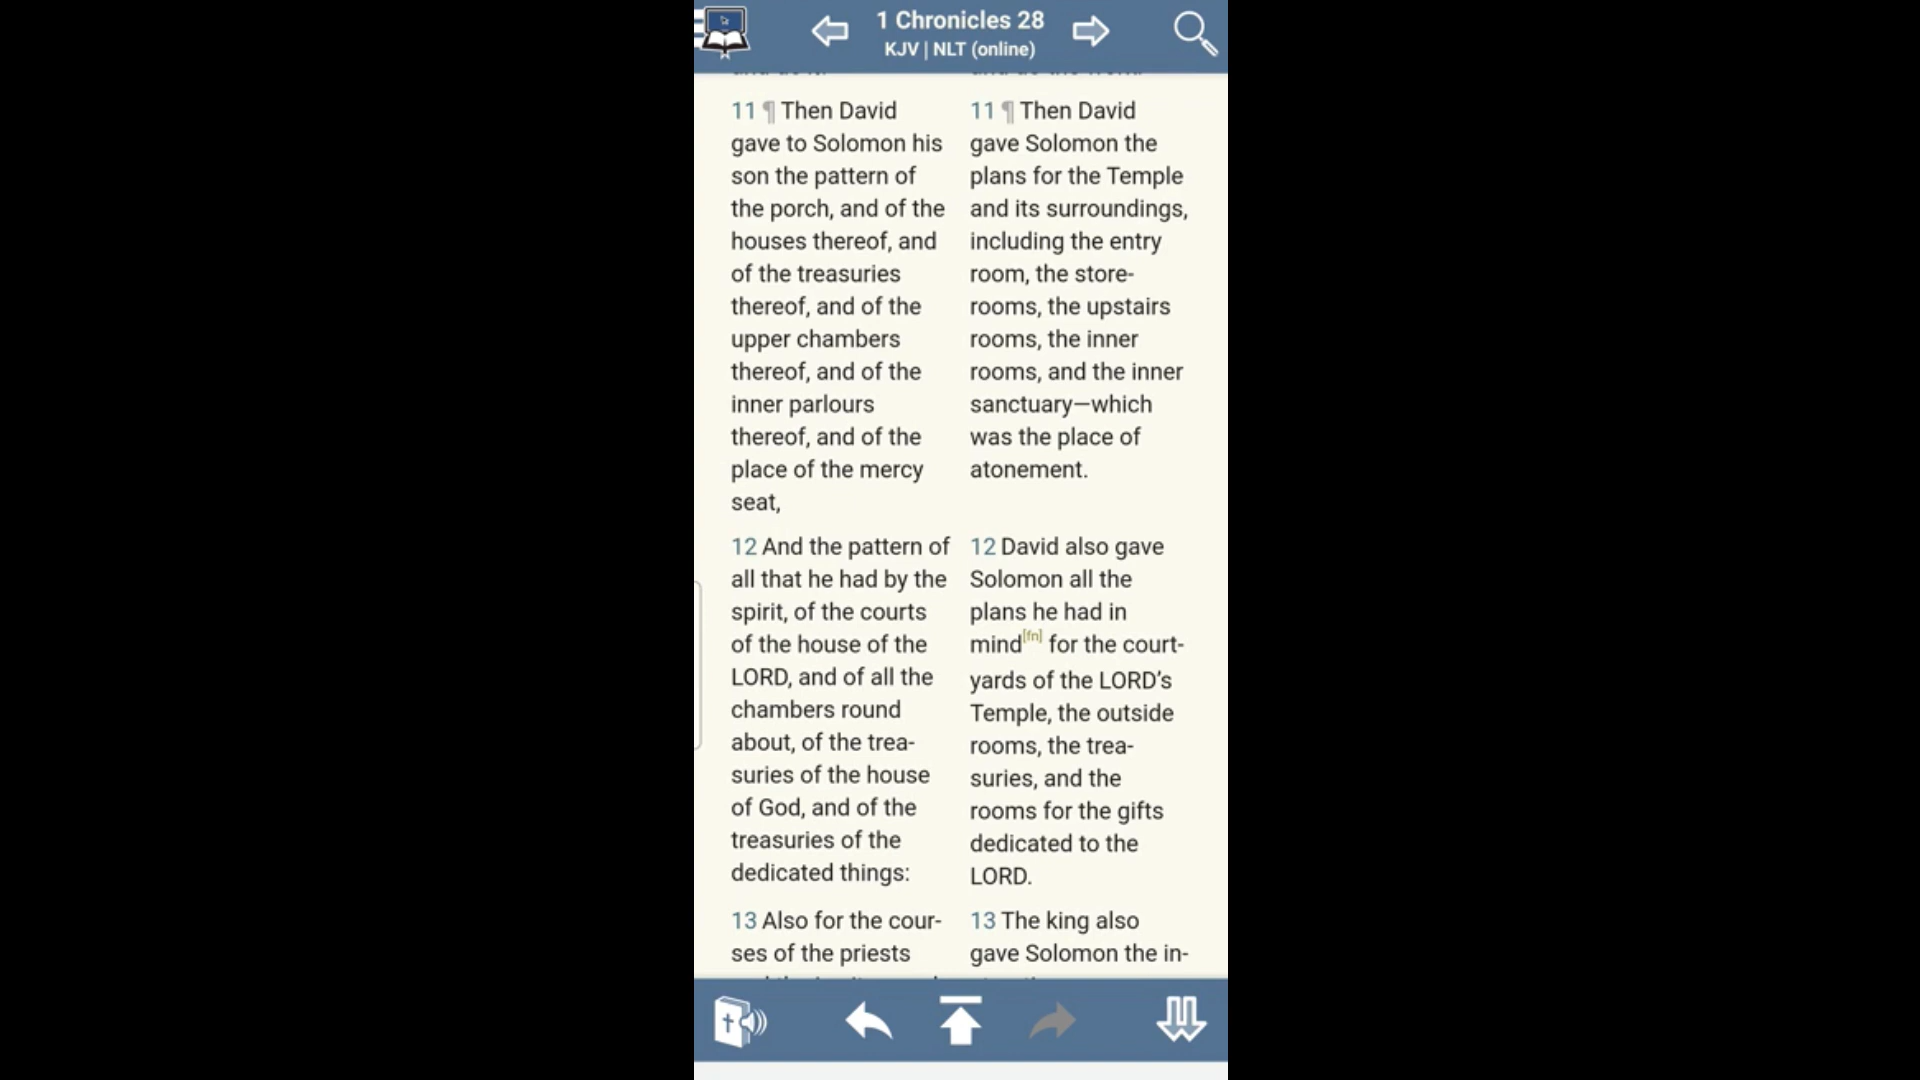 1 Chronicles 28
KJV | NLT (online)
11 ¶ Then David
gave to Solomon his
son the pattern of
the porch, and of the
houses thereof, and
of the treasuries
thereof, and of the
upper chambers
thereof, and of the
inner parlours
thereof, and of the
place of the mercy
seat,
12 And the pattern of
all that he had by the
spirit, of the courts
of the house of the
LORD, and of all the
chambers round
about, of the trea-
suries of the house
of God, and of the
treasuries of the
dedicated things:
13 Also for the cour-
ses of the priests
11 ¶ Then David
gave Solomon the
plans for the Temple
and its surroundings,
including the entry
room, the store-
rooms, the upstairs
rooms, the inner
rooms, and the inner
sanctuary—which
was the place of
atonement.
12 David also gave
Solomon all the
plans he had in
mind[fn] for the court-
yards of the LORD’s
Temple, the outside
rooms, the trea-
suries, and the
rooms for the gifts
dedicated to the
LORD.
13 The king also
gave Solomon the in-